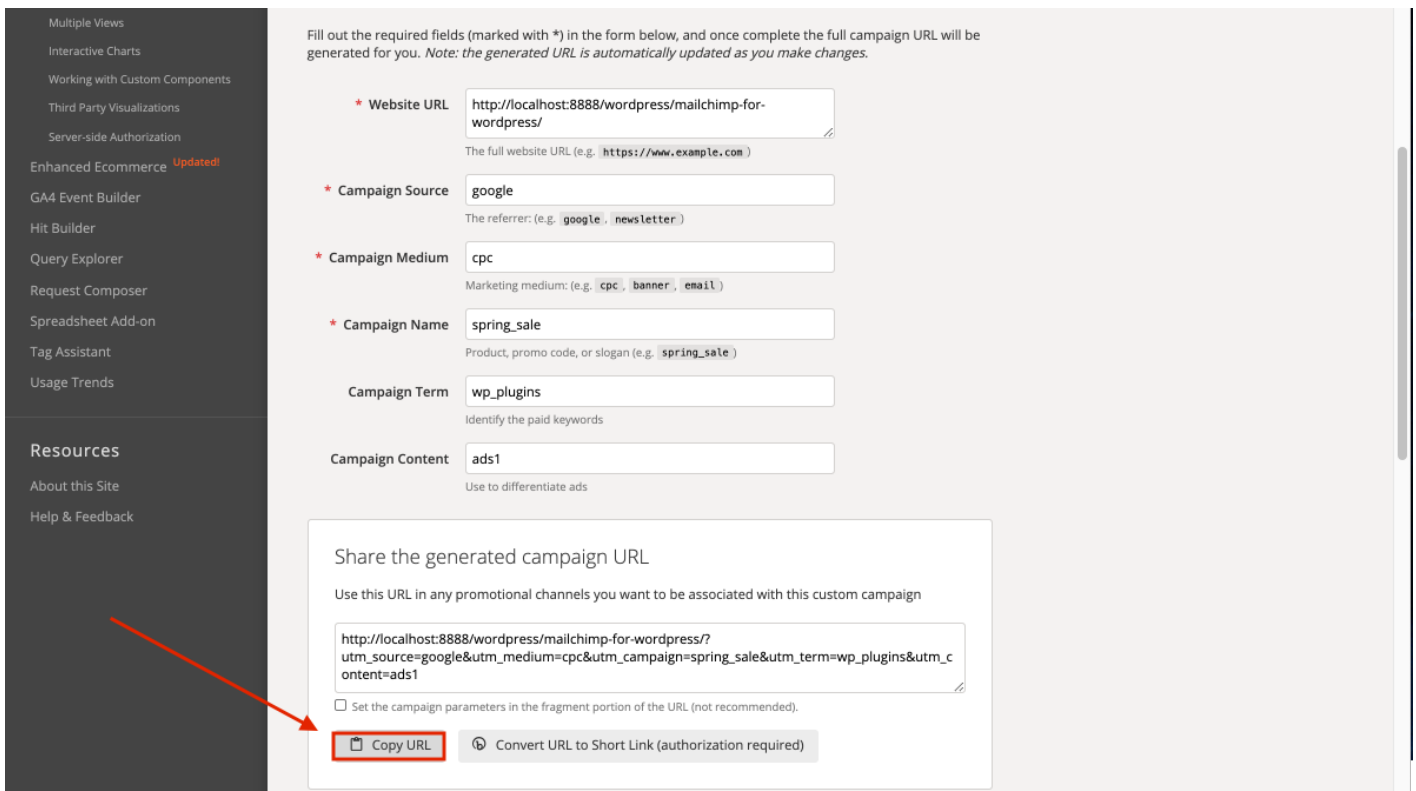 Multiple Views
Interactive Charts
Working with Custom Components
Third Party Visualizations
Server-side Authorization
Enhanced Ecommerce Updated!
GA4 Event Builder
Hit Builder
Query Explorer
Request Composer
Spreadsheet Add-on
Tag Assistant
Usage Trends
Resources
About this Site
Help & Feedback
Fill out the required fields (marked with *) in the form below, and once complete the full campaign URL will be
generated for you. Note: the generated URL is automatically updated as you make changes.
* Website URL
http://localhost:8888/wordpress/mailchimp-for-
wordpress/
The full website URL (e.g. https://www.example.com )
* Campaign Source
google
The referrer: (e.g. google , newsletter )
* Campaign Medium
cpc
Marketing medium: (e.g. cpc , banner , email )
* Campaign Name
spring_sale
Product, promo code, or slogan (e.g. spring_sale )
Campaign Term
wp_plugins
Identify the paid keywords
Campaign Content
ads1
Use to differentiate ads
Share the generated campaign URL
Use this URL in any promotional channels you want to be associated with this custom campaign
http://localhost:8888/wordpress/mailchimp-for-wordpress/?
utm_source=google&utm_medium=cpc&utm_campaign=spring_sale&utm_term=wp_plugins&utm_c
ontent=ads1
Set the campaign parameters in the fragment portion of the URL (not recommended).
Copy URL
Convert URL to Short Link (authorization required)